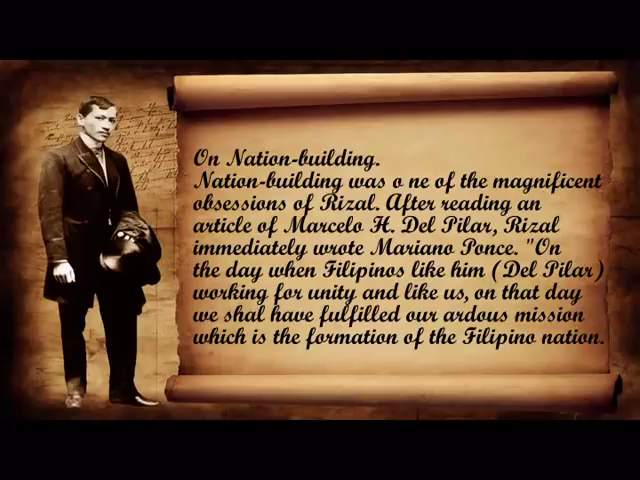 On Nation-building.
Nation-building was o ne of the magnificent
obsessions of Rizal. After reading an
article of Marcelo H. Del Pilar, Rizal
immediately wrote Mariano Ponce. "On
the day when Filipinos like him (Del Pilar)
working for unity and like us, on that day
we shal have fulfilled our ardous mission
which is the formation of the Filipino nation.